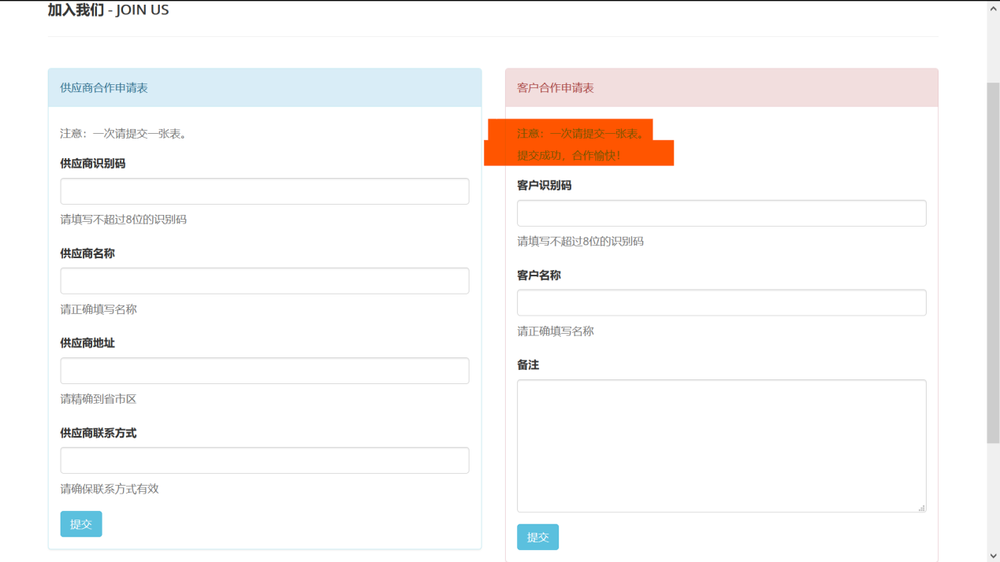 加入我们 - JOIN US
供应商合作申请表
注意：一次请提交一张表。
供应商识别码
请填写不超过8位的识别码
供应商名称
请正确填写名称
供应商地址
请精确到省市区
供应商联系方式
请确保联系方式有效
提交
客户合作申请表
注意：一次请提交一张表。
提交成功，合作愉快！
客户识别码
请填写不超过8位的识别码
客户名称
请正确填写名称
备注
提交